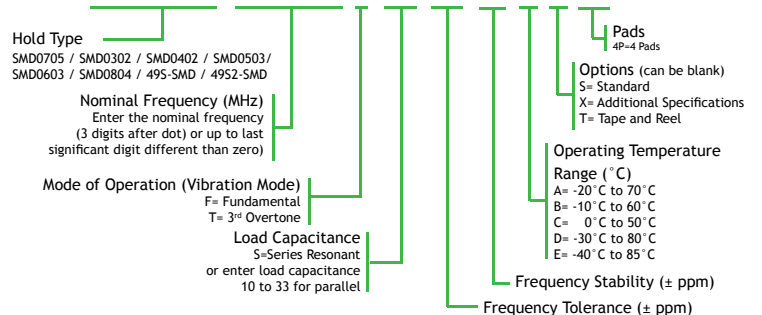 Hold Type
SMD0705 / SMD0302 / SMD0402 / SMD0503/
SMD0603 / SMD0804 / 49S-SMD / 49S2-SMD
Nominal Frequency (MHz)
Enter the nominal frequency
(3 digits after dot) or up to last
significant digit different than zero)
Mode of Operation (Vibration Mode)
F= Fundamental
T= 3rd Overtone
Load Capacitance
S=Series Resonant
or enter load capacitance
10 to 33 for parallel
Pads
4P=4 Pads
Options (can be blank)
S= Standard
X= Additional Specifications
T= Tape and Reel
Operating Temperature
Range (°C)
A= -20°C to 70°C
B= -10°C to 60°C
C= 0°C to 50°C
D= -30°C to 80°C
E= -40°C to 85°C
Frequency Stability (± ppm)
Frequency Tolerance (± ppm)